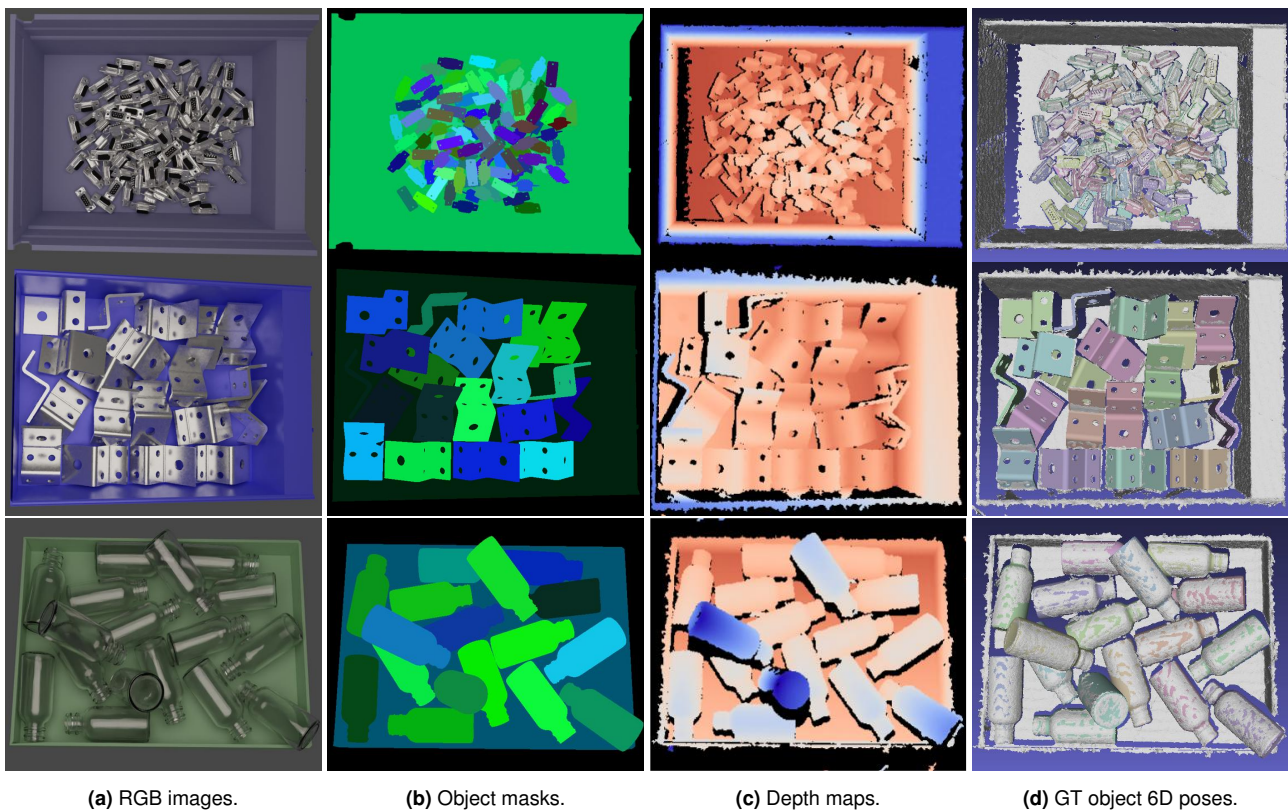 (a) RGB images.
(b) Object masks.
(c) Depth maps.
(d) GT object 6D poses.